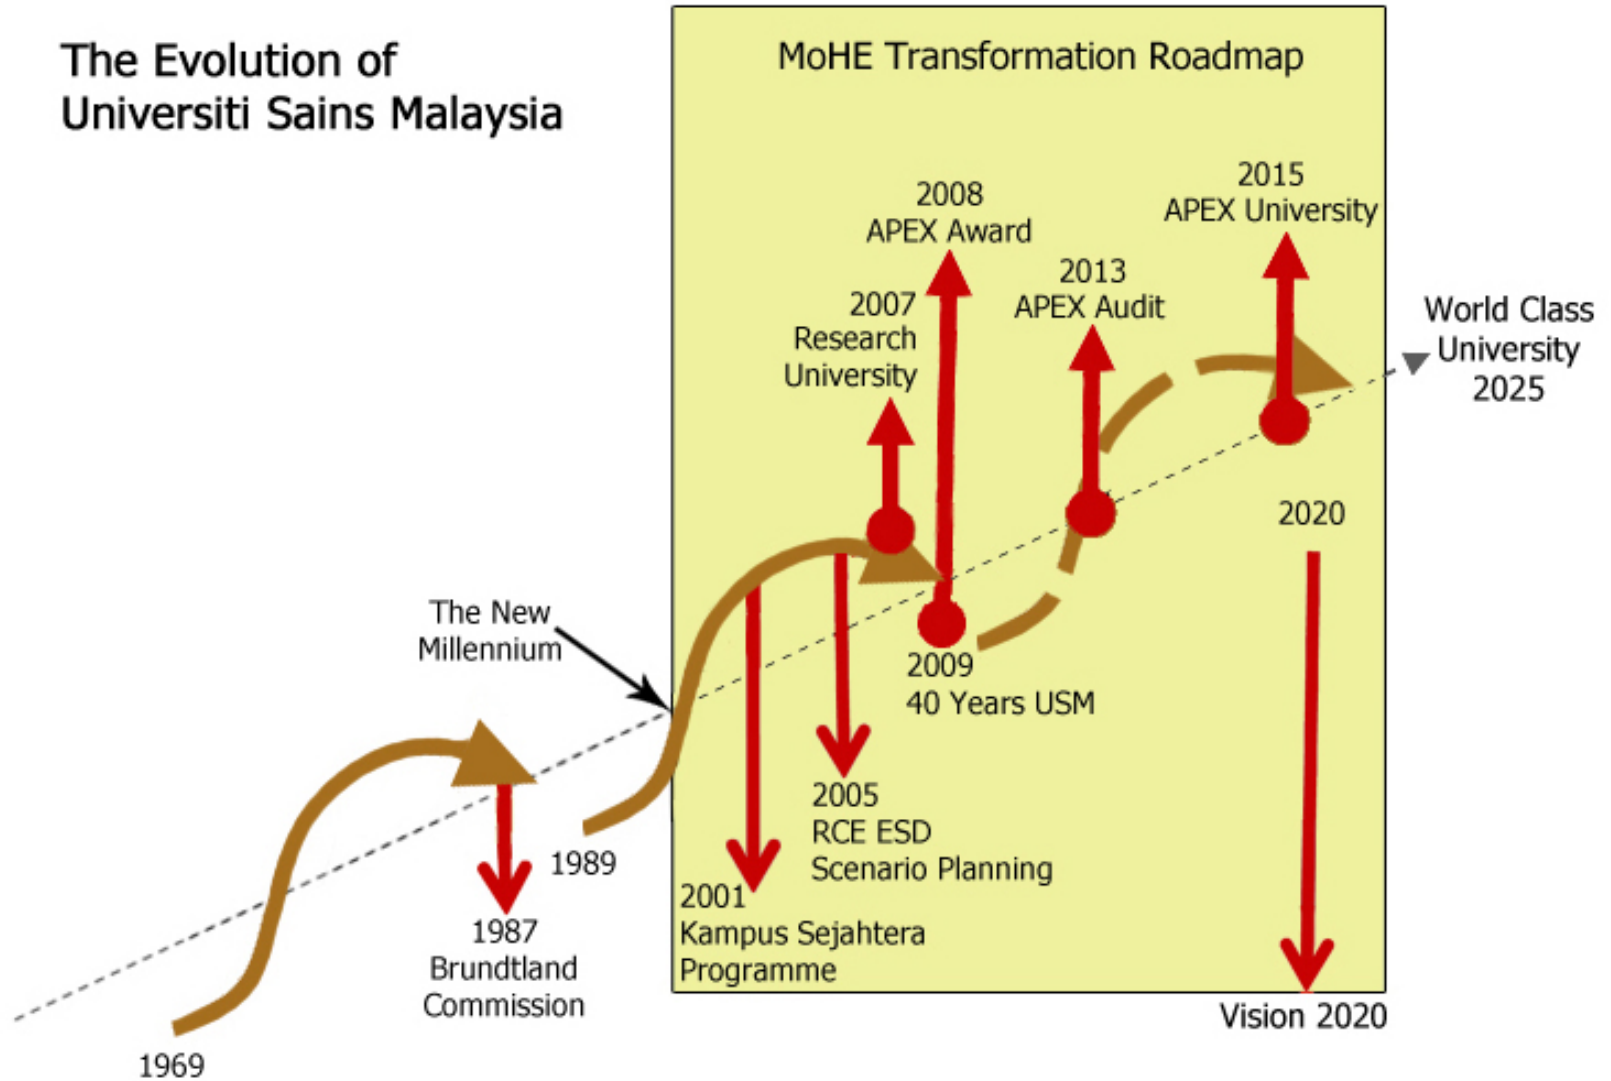 The Evolution of
Universiti Sains Malaysia
MoHE Transformation Roadmap
2015
APEX University
2008
APEX Award
2013
APEX Audit
2007
Research
University
World Class
University
2025
2020
The New
Millennium
2009
40 Years USM
2005
RCE ESD
Scenario Planning
1989
2001
Kampus Sejahtera
Programme
1987
Brundtland
Commission
Vision 2020
1969